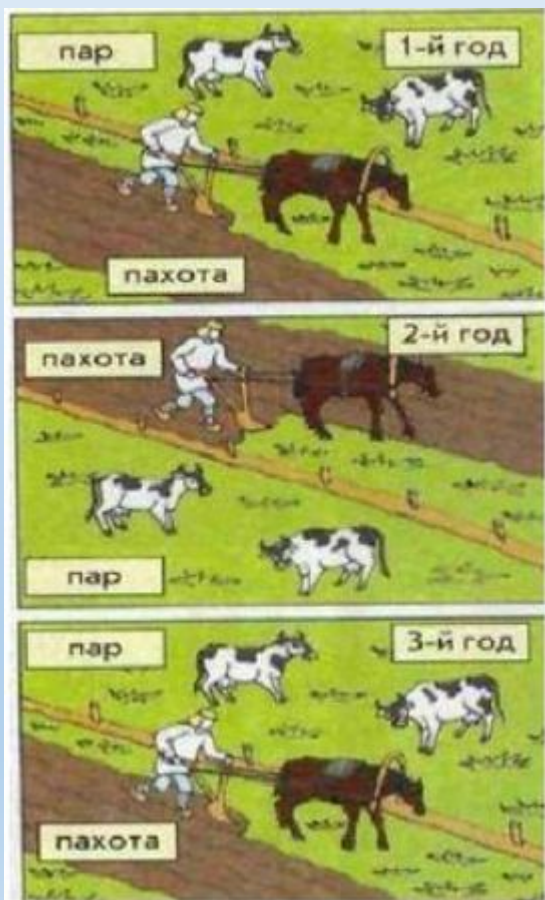 пар
1-й год
пахота
пахота
2-й год
пар
пар
3-й год
пахота